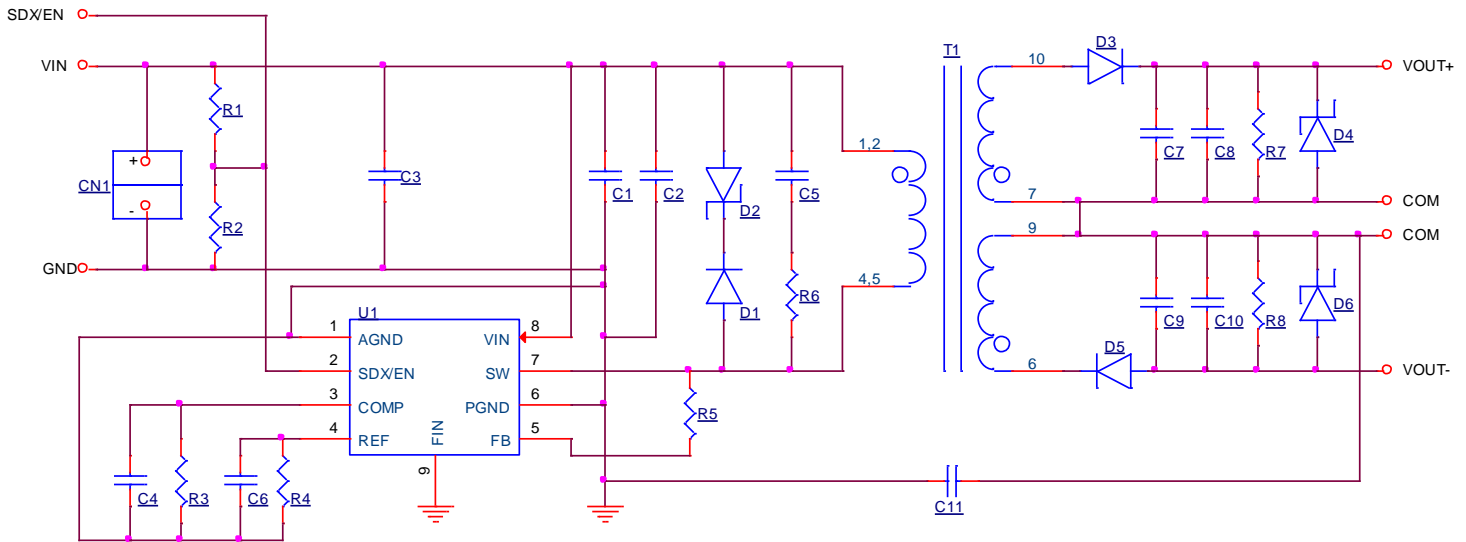 SDX/EN
VIN
T1
D3
10
VOUT+
R1
C3
C1
C2
D2
C5
1,2
C7
C8
R7
D4
+
CN1
-
R2
7
COM
9
COM
GND
D1
R6
4,5
C9
C10
R8
D6
U1
1
AGND
VIN
8
2
SDX/EN
SW
7
D5
6
VOUT-
3
COMP
PGND
6
R5
4
REF
FIN
FB
5
9
C4
R3
C6
R4
C11